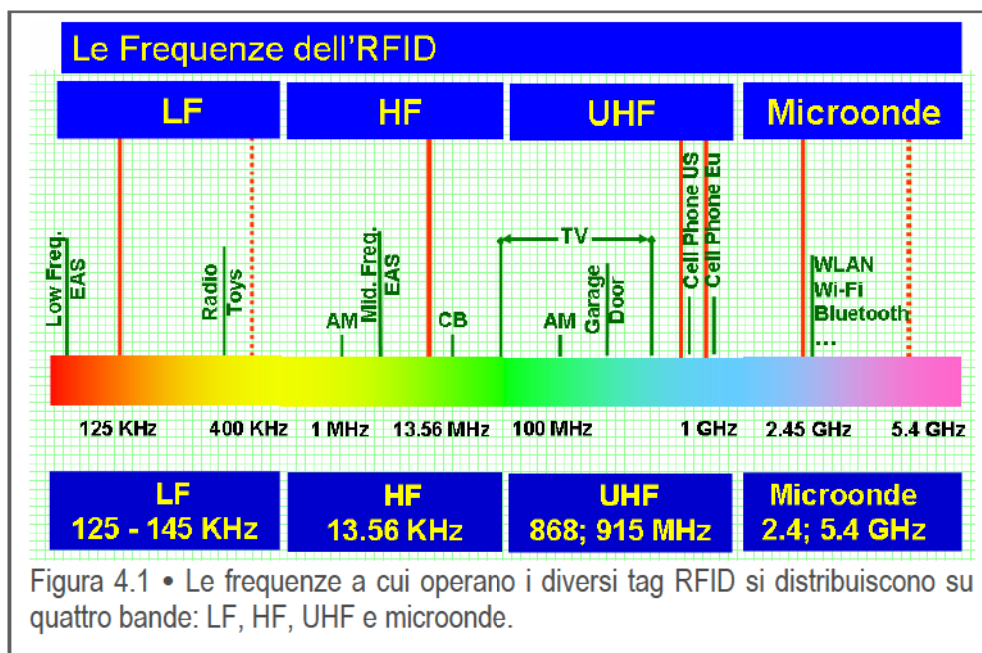 Le Frequenze dell'RFID
LF HF UHF Microonde
Low Freq.
EAS
Radio
Toys
AM
Mid. Freq.
EAS
CB
TV
AM
Garage
Door
Cell Phone US
Cell Phone Eu
WLAN
Wi-Fi
Bluetooth
...
125 KHz 400 KHz 1 MHz 13.56 MHz 100 MHz 1 GHz 2.45 GHz 5.4 GHz
LF
125 - 145 KHz
HF
13.56 KHz
UHF
868; 915 MHz
Microonde
2.4; 5.4 GHz
Figura 4.1 • Le frequenze a cui operano i diversi tag RFID si distribuiscono su
quattro bande: LF, HF, UHF e microonde.